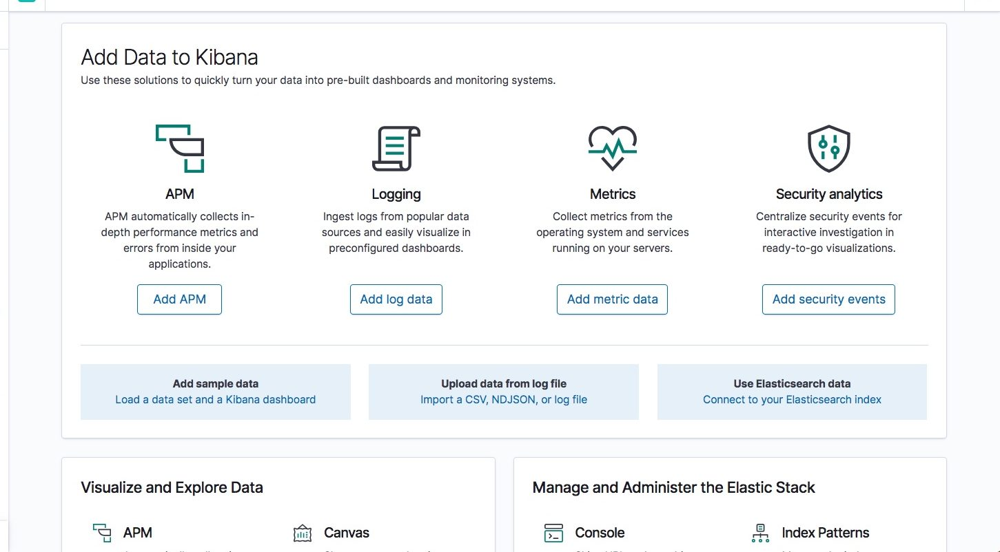 Add Data to Kibana
Use these solutions to quickly turn your data into pre-built dashboards and monitoring systems.
APM
APM automatically collects in-
depth performance metrics and
errors from inside your
applications.
Add APM
Logging
Ingest logs from popular data
sources and easily visualize in
preconfigured dashboards.
Add log data
Metrics
Collect metrics from the
operating system and services
running on your servers.
Add metric data
Security analytics
Centralize security events for
interactive investigation in
ready-to-go visualizations.
Add security events
Add sample data
Load a data set and a Kibana dashboard
Upload data from log file
Import a CSV, NDJSON, or log file
Use Elasticsearch data
Connect to your Elasticsearch index
Visualize and Explore Data
APM
Canvas
Manage and Administer the Elastic Stack
Console
Index Patterns